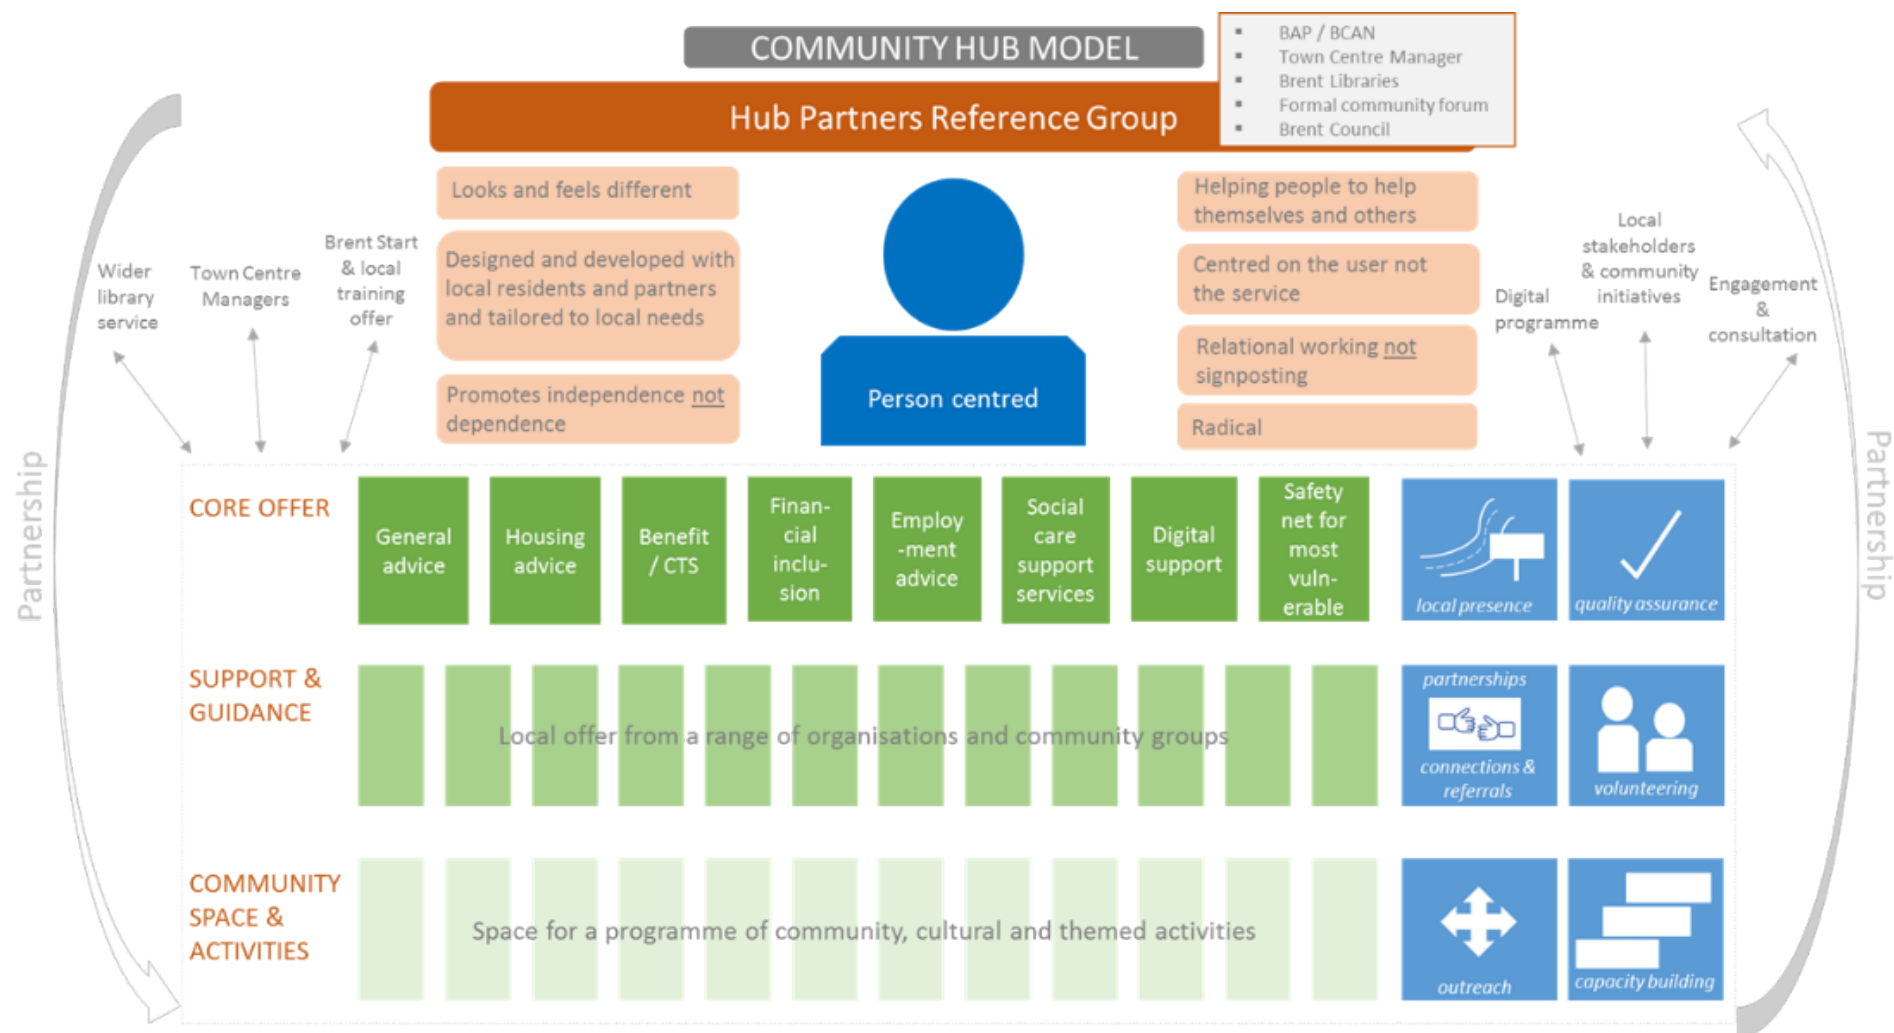 COMMUNITY HUB MODEL
BAP / BCAN
Town Centre Manager
Brent Libraries
Formal community forum
Brent Council
Hub Partners Reference Group
Looks and feels different
Designed and developed with
local residents and partners
and tailored to local needs
Promotes independence not
dependence
Person centred
Helping people to help
themselves and others
Centred on the user not
the service
Relational working not
signposting
Radical
Wider
library
service
Town Centre
Managers
Brent Start
& local
training
offer
Digital
programme
Local
stakeholders
& community
initiatives
Engagement
&
consultation
Partnership
Partnership
CORE OFFER
General
advice
Housing
advice
Benefit
/ CTS
Finan-
cial
inclu-
sion
Employ
-ment
advice
Social
care
support
services
Digital
support
Safety
net for
most
vuln-
erable
local presence
quality assurance
SUPPORT &
GUIDANCE
Local offer from a range of organisations and community groups
partnerships
connections &
referrals
volunteering
COMMUNITY
SPACE &
ACTIVITIES
Space for a programme of community, cultural and themed activities
outreach
capacity building